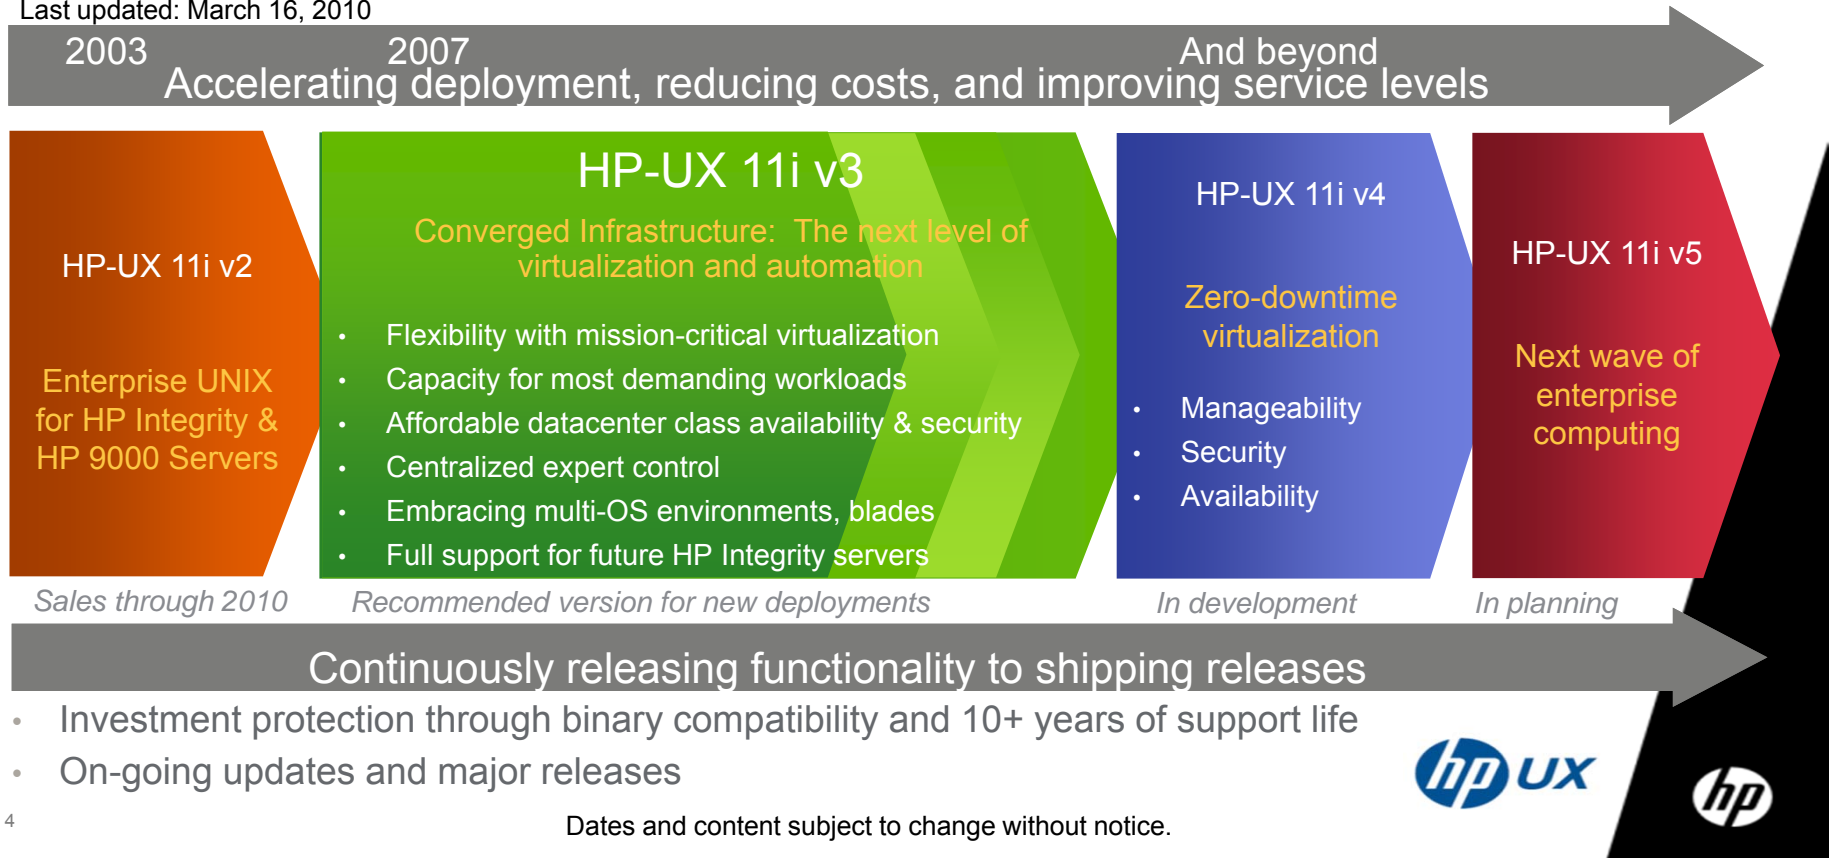 Last updated: March 16, 2010
2003
2007
And beyond
Accelerating deployment, reducing costs, and improving service levels
HP-UX 11i v2
Enterprise UNIX
for HP Integrity &
HP 9000 Servers
Sales through 2010
HP-UX 11i v3
Converged Infrastructure: The next level of
virtualization and automation
• Flexibility with mission-critical virtualization
• Capacity for most demanding workloads
• Affordable datacenter class availability & security
• Centralized expert control
• Embracing multi-OS environments, blades
• Full support for future HP Integrity servers
Recommended version for new deployments
HP-UX 11i v4
Zero-downtime
virtualization
• Manageability
• Security
• Availability
In development
HP-UX 11i v5
Next wave of
enterprise
computing
In planning
Continuously releasing functionality to shipping releases
• Investment protection through binary compatibility and 10+ years of support life
• On-going updates and major releases
hp UX
hp
4
Dates and content subject to change without notice.